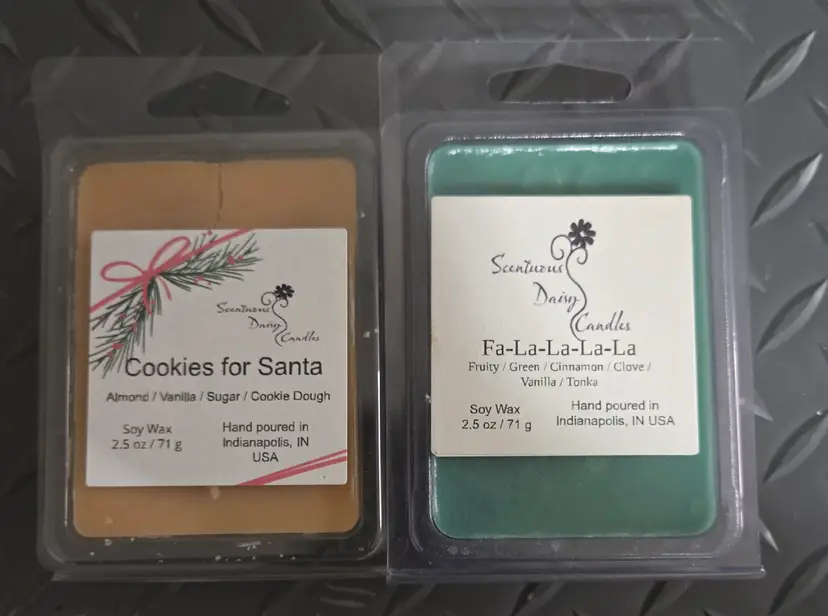 Scentuous
Daisy
Candles
Cookies for Santa
Almond / Vanilla / Sugar / Cookie Dough
Soy Wax
2.5 oz / 71 g
Hand poured in
Indianapolis, IN
USA
Scentuous
Daisy
Candles
Fa-La-La-La-La
Fruity / Green / Cinnamon / Clove /
Vanilla / Tonka
Soy Wax
2.5 oz / 71 g
Hand poured in
Indianapolis, IN USA